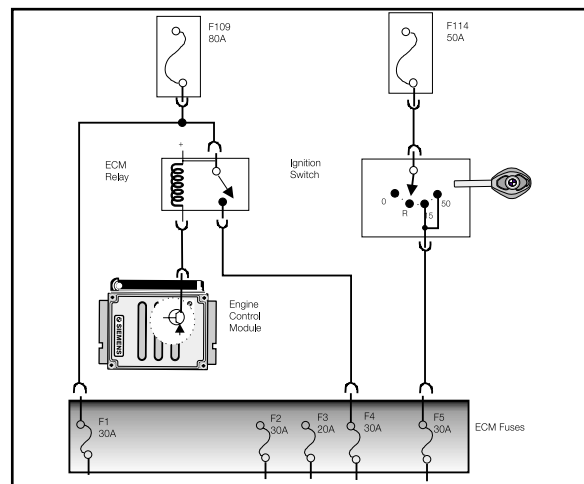 F109
80A
F114
50A
+
ECM
Relay
Ignition
Switch
0
R
15
50
Engine
Control
Module
SIEMENS
F1
30A
F2
30A
F3
20A
F4
30A
F5
30A
ECM Fuses